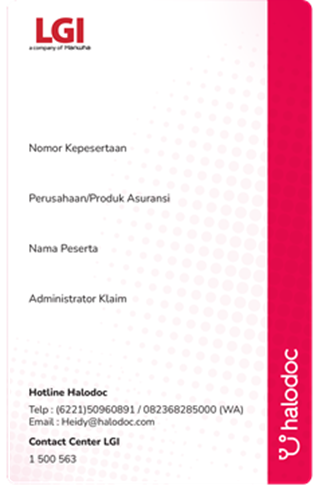 LGI
a company of Hanwha
Nomor Kepesertaan
Perusahaan/Produk Asuransi
Nama Peserta
Administrator Klaim
Hotline Halodoc
Telp : (6221)50960891 / 082368285000 (WA)
Email : Heidy@halodoc.com
Contact Center LGI
1 500 563
halodoc